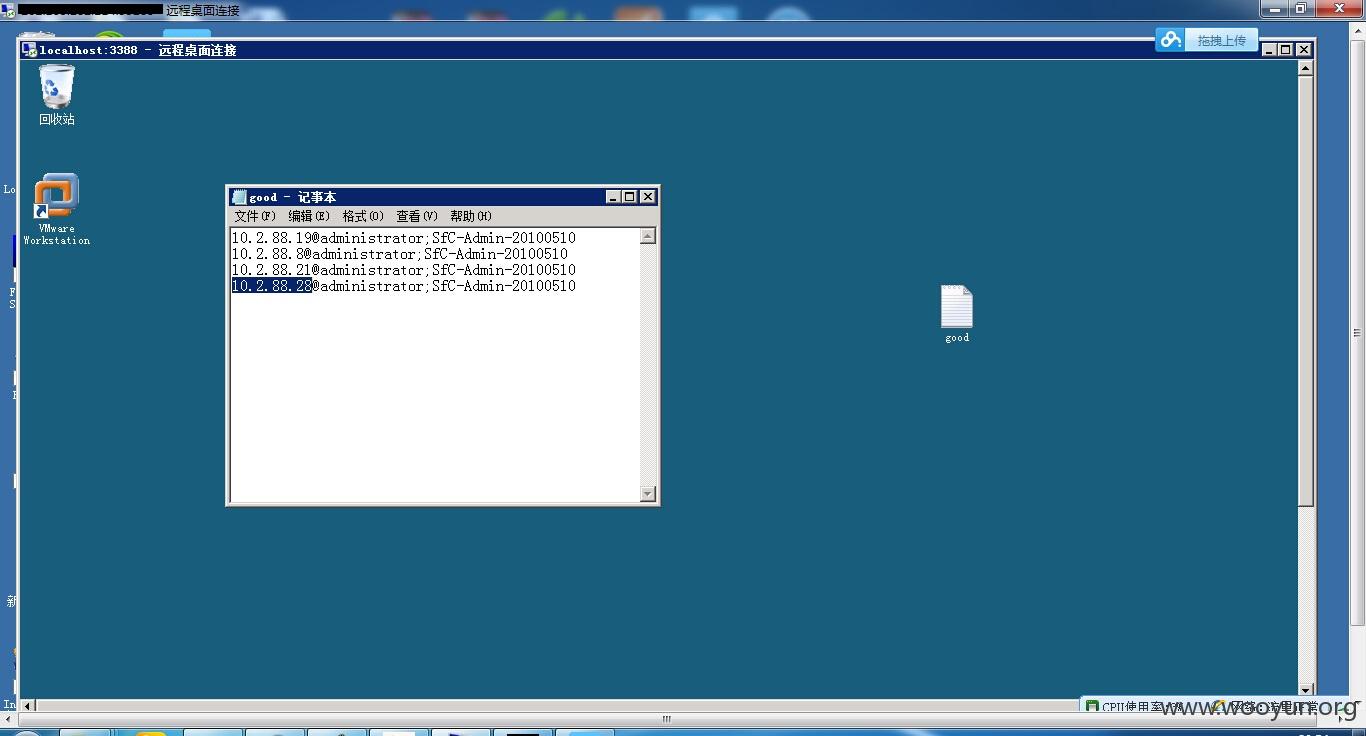 远程桌面连接
localhost:3388 - 远程桌面连接
拖拽上传
回收站
VMware
Workstation
good - 记事本
文件(F) 编辑(E) 格式(O) 查看(V) 帮助(H)
10.2.88.19@administrator;SfC-Admin-20100510
10.2.88.8@administrator;SfC-Admin-20100510
10.2.88.21@administrator;SfC-Admin-20100510
10.2.88.28@administrator;SfC-Admin-20100510
good
Lo
新
In
CPU使用率
www.wooyun.org